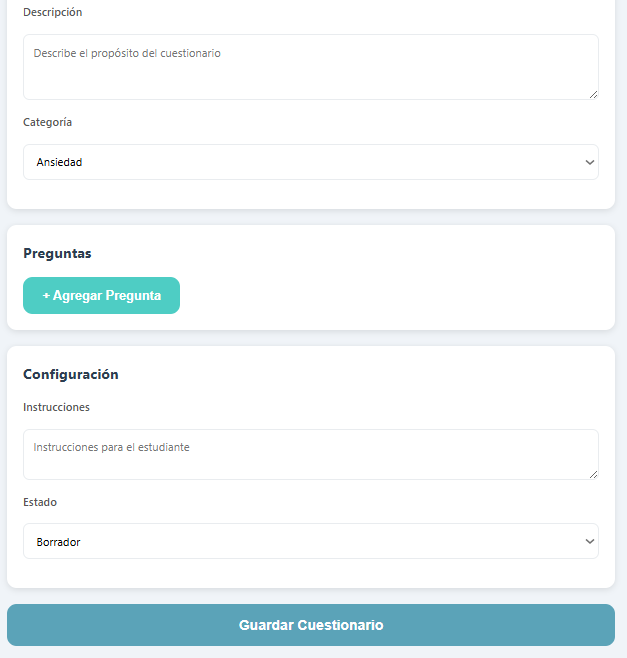 Descripción
Describe el propósito del cuestionario
Categoría
Ansiedad
Preguntas
+ Agregar Pregunta
Configuración
Instrucciones
Instrucciones para el estudiante
Estado
Borrador
Guardar Cuestionario